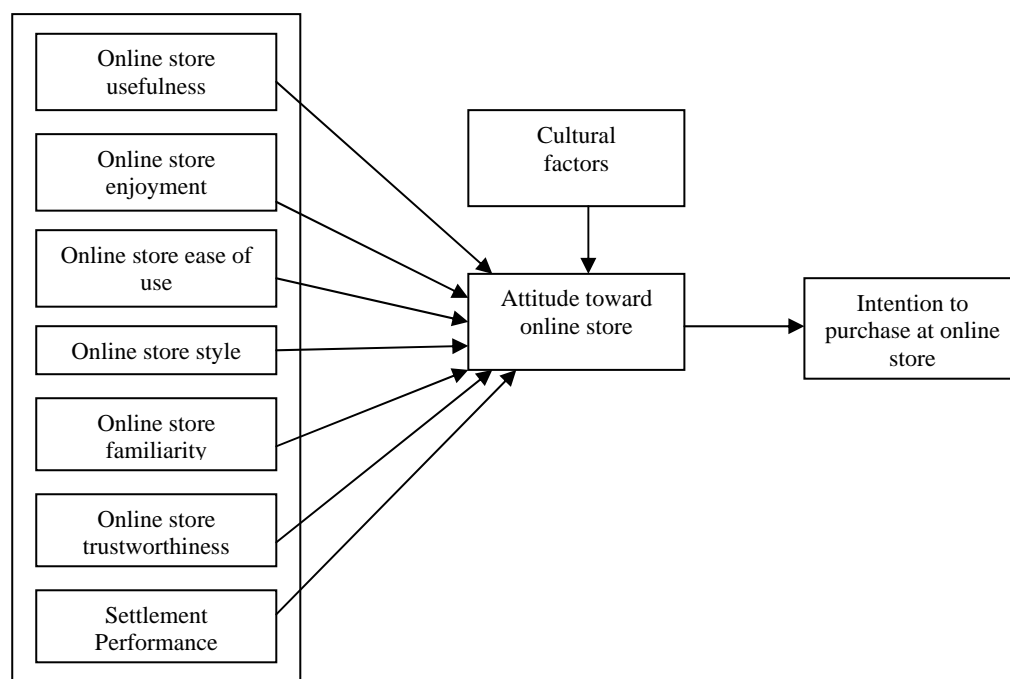 Online store
usefulness
Online store
enjoyment
Online store ease of
use
Online store style
Online store
familiarity
Online store
trustworthiness
Settlement
Performance
Cultural
factors
Attitude toward
online store
Intention to
purchase at online
store